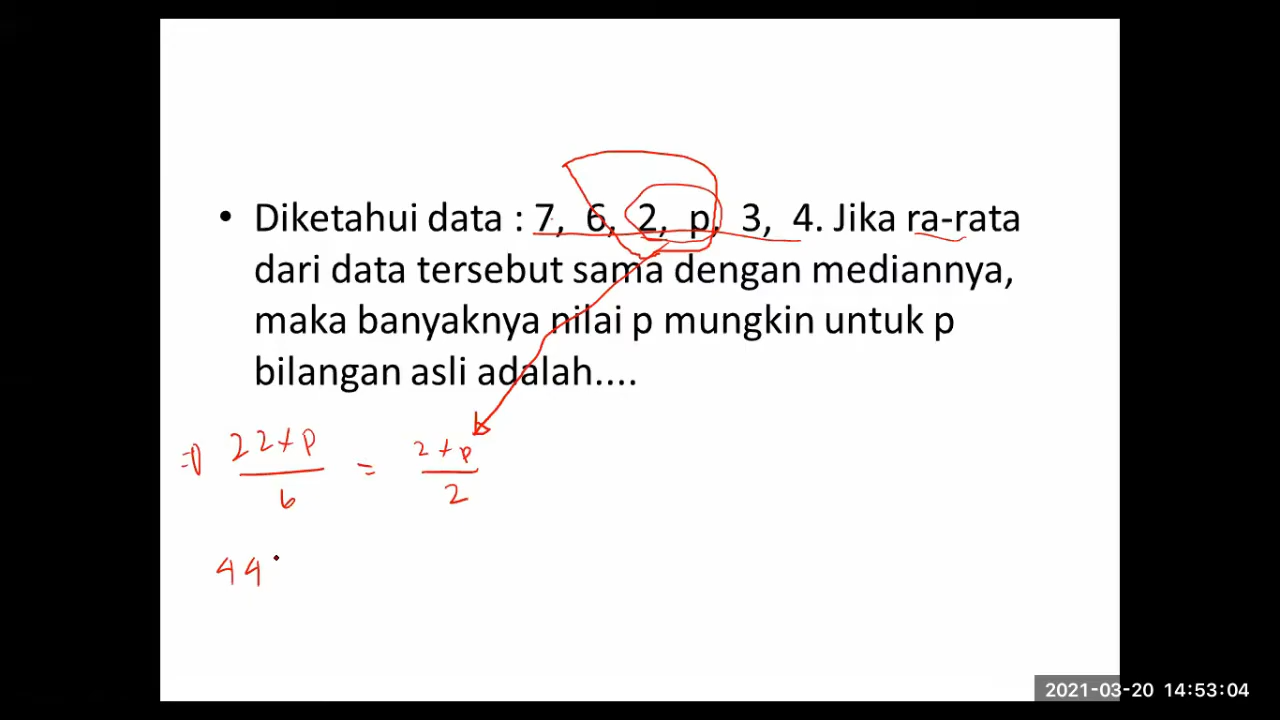 • Diketahui data : 7, 6, 2, p, 3, 4. Jika ra-rata
dari data tersebut sama dengan mediannya,
maka banyaknya nilai p mungkin untuk p
bilangan asli adalah....
=> 22+p / 6 = 2+p / 2
44
2021-03-20 14:53:04